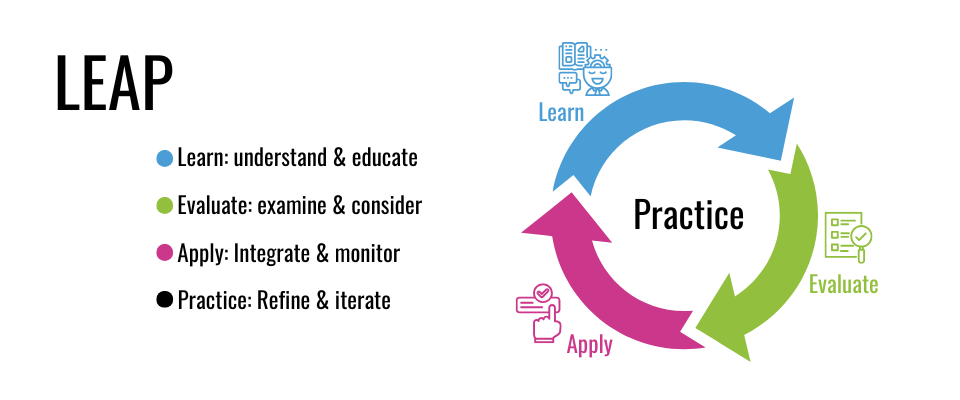 LEAP
Learn: understand & educate
Evaluate: examine & consider
Apply: Integrate & monitor
Practice: Refine & iterate
Learn
Practice
Evaluate
Apply